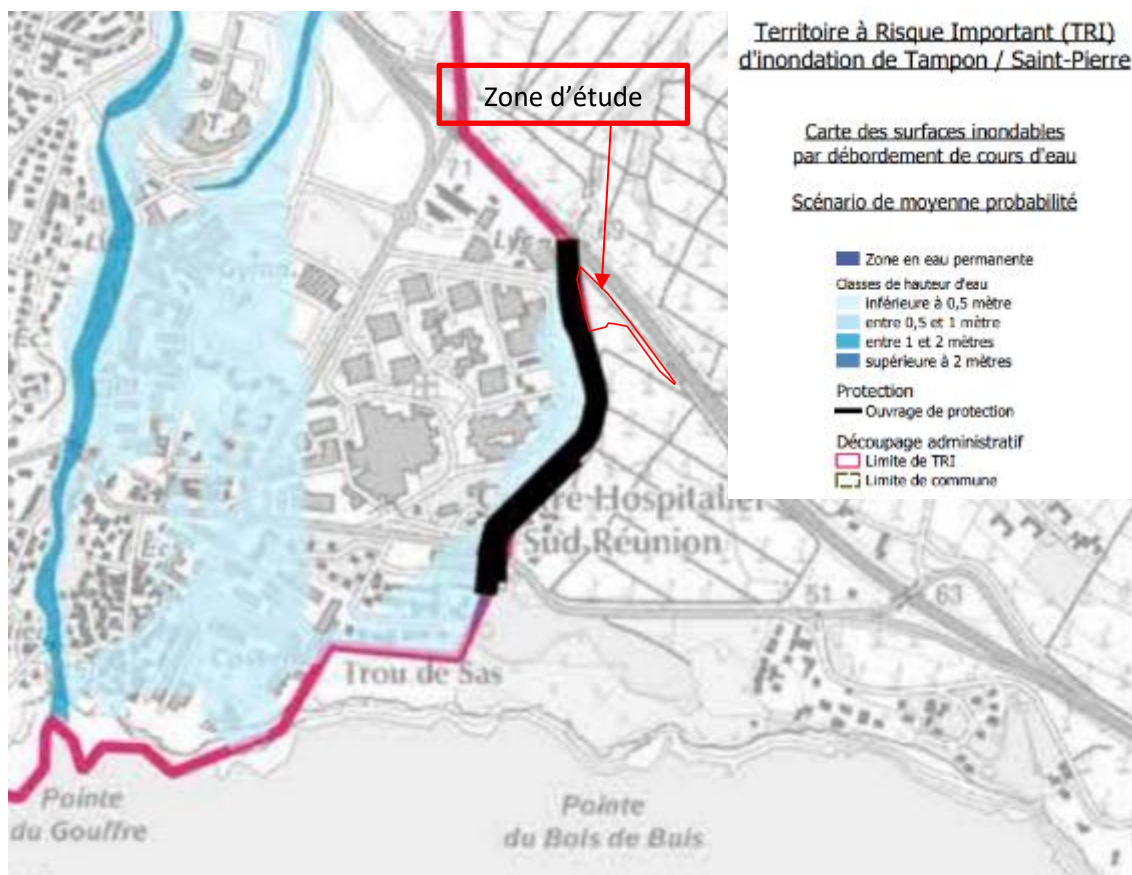 Territoire à Risque Important (TRI)
d'inondation de Tampon / Saint-Pierre
Carte des surfaces inondables
par débordement de cours d'eau
Scénario de moyenne probabilité
Zone en eau permanente
Classes de hauteur d'eau
inférieure à 0,5 mètre
entre 0,5 et 1 mètre
entre 1 et 2 mètres
supérieure à 2 mètres
Protection
Ouvrage de protection
Découpage administratif
Limite de TRI
Limite de commune
Zone d'étude
71
Hospitalier
Sud Réunion
51
63
Trou de Sas
Pointe
du Gouffre
Pointe
du Bois de Buis